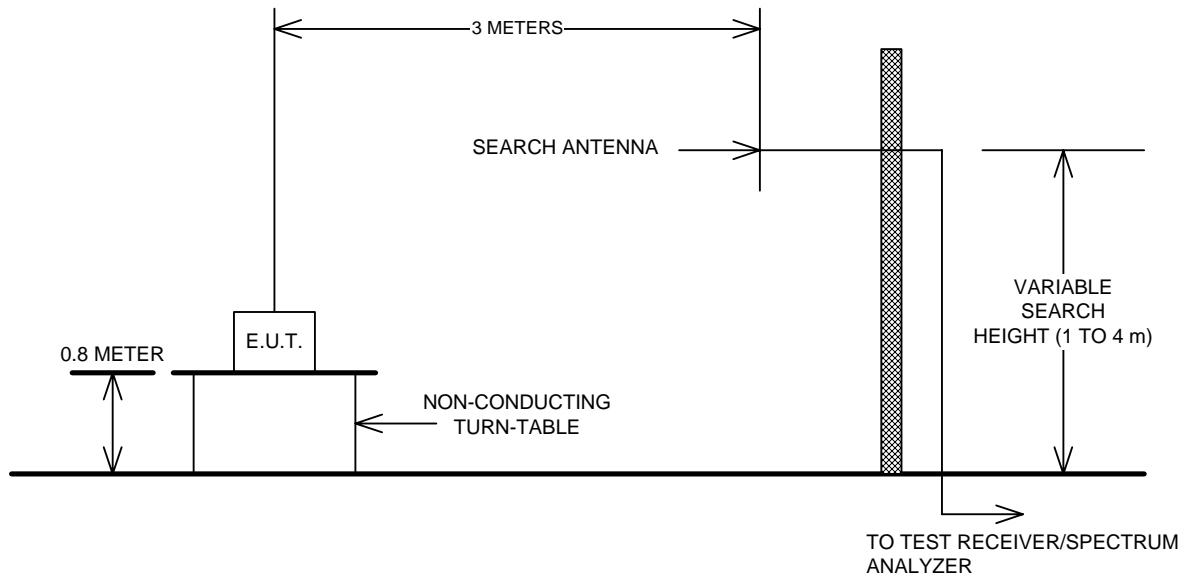 3 METERS
SEARCH ANTENNA
VARIABLE
SEARCH
HEIGHT (1 TO 4 m)
E.U.T.
0.8 METER
NON-CONDUCTING
TURN-TABLE
TO TEST RECEIVER/SPECTRUM
ANALYZER